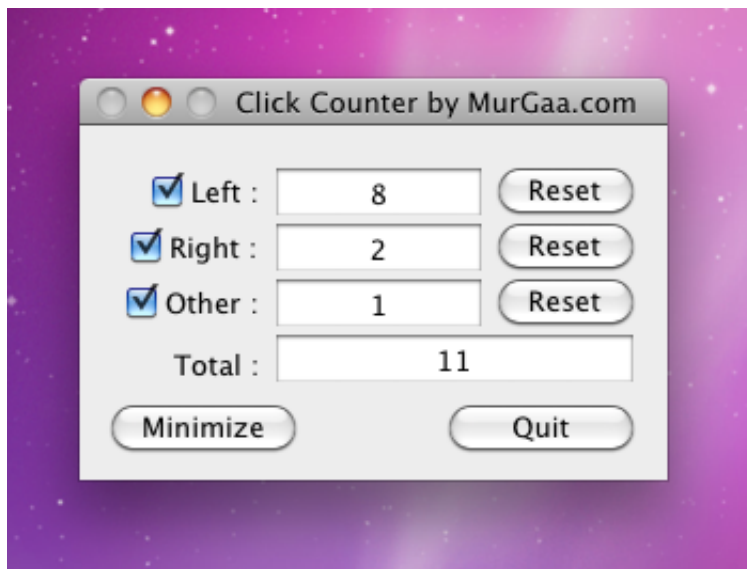 Click Counter by MurGaa.com
Left : 8 Reset
Right : 2 Reset
Other : 1 Reset
Total : 11
Minimize Quit